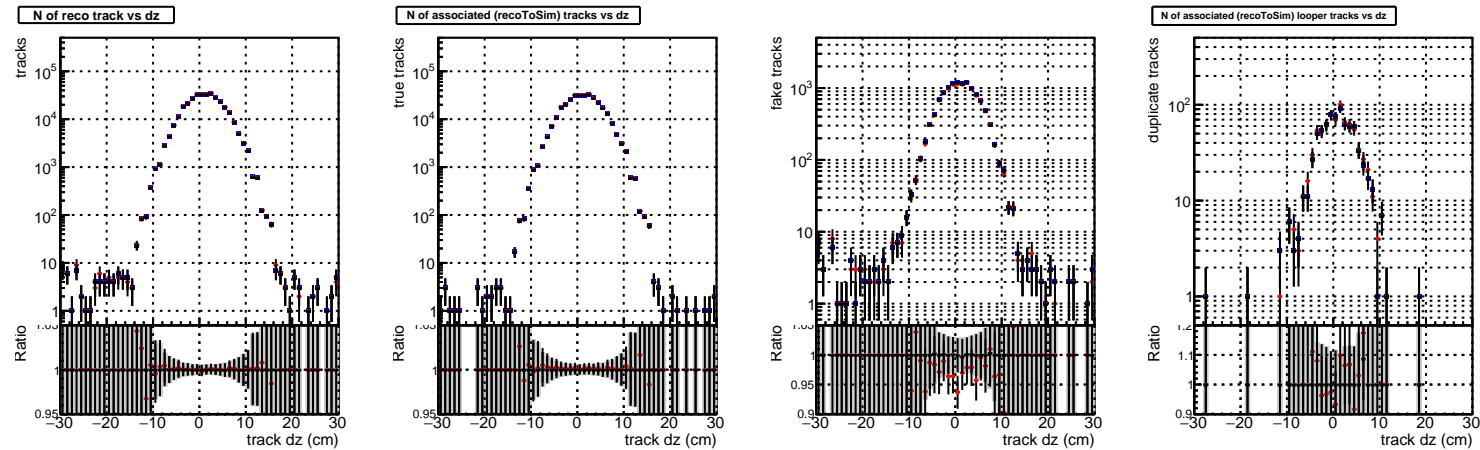 N of reco track vs dz
tracks
10^5
10^4
10^3
10^2
10
1
Ratio
1.05
1
0.95
−30 −20 −10 0 10 20 30
track dz (cm)
N of associated (recoToSim) tracks vs dz
true tracks
10^5
10^4
10^3
10^2
10
1
Ratio
1.05
1
0.95
−30 −20 −10 0 10 20 30
track dz (cm)
fake tracks
10^3
10^2
10
1
Ratio
1.05
1
0.95
0.9
−30 −20 −10 0 10 20 30
track dz (cm)
N of associated (recoToSim) looper tracks vs dz
duplicate tracks
10^2
10
1
Ratio
1.2
1.1
1
0.9
−30 −20 −10 0 10 20 30
track dz (cm)